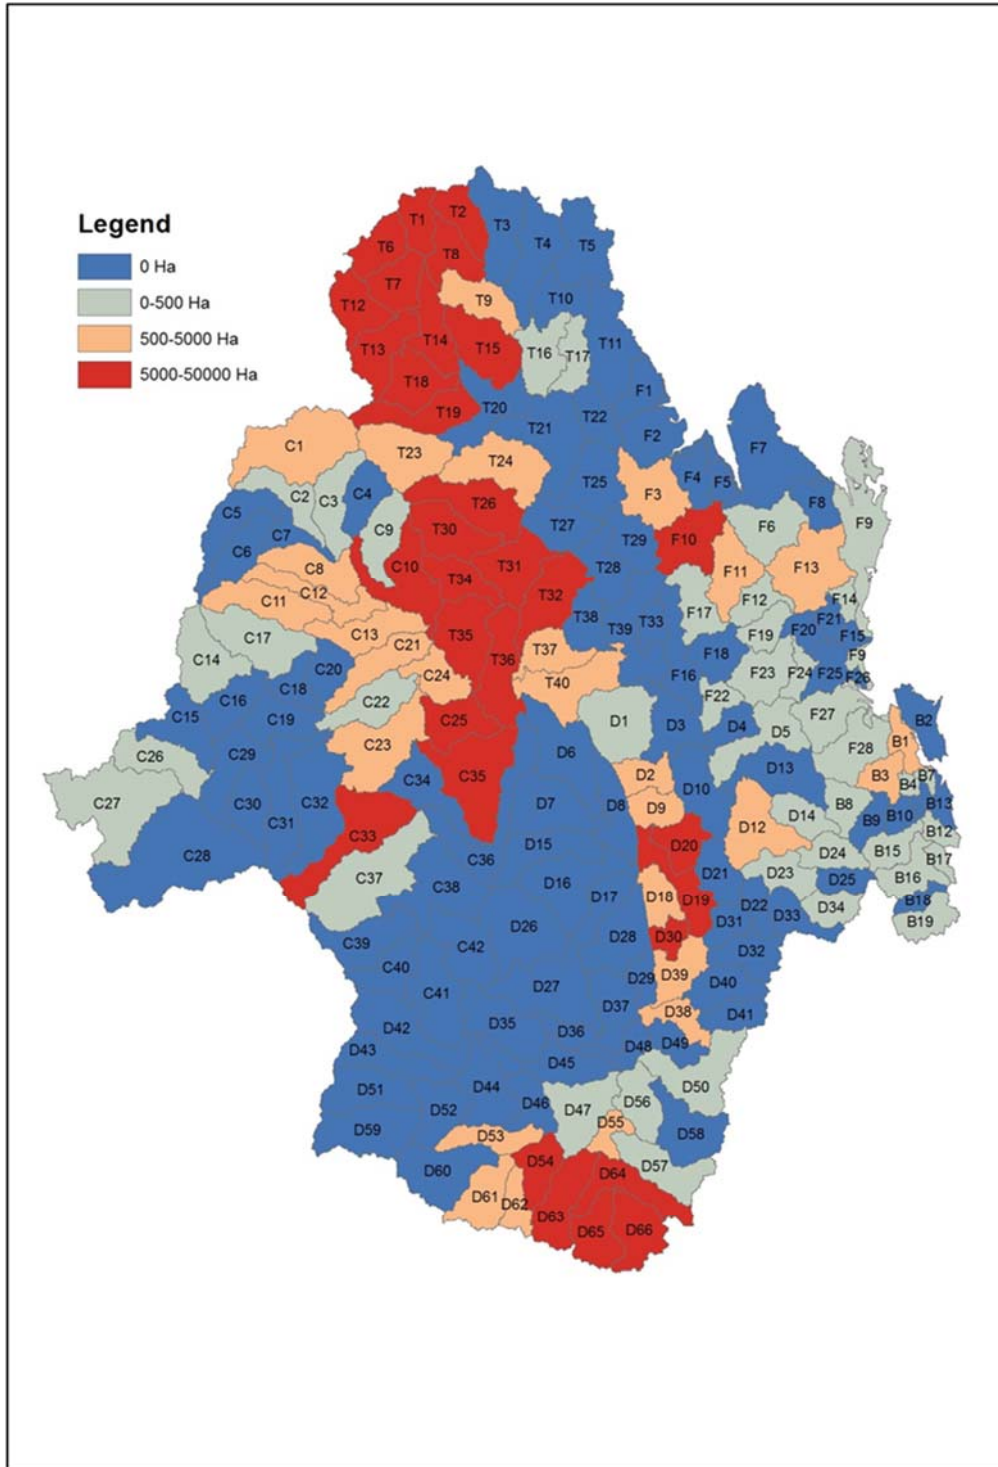 Legend
0 Ha
0-500 Ha
500-5000 Ha
5000-50000 Ha
T1
T2
T3
T4
T5
T6
T7
T8
T9
T10
T11
T12
T13
T14
T15
T16
T17
T18
T19
T20
T21
T22
F1
F2
C1
T23
T24
T25
F3
F4
F5
F7
F8
F9
C2
C3
C4
C5
C6
C7
C9
T26
T27
T29
T30
F10
F6
C8
C10
T31
T28
F11
F13
C11
C12
T34
T32
F17
F12
F14
C13
T35
T38
T39
T33
F19
F20
F21
F15
C14
C17
C21
T36
T37
F18
F9
C20
C24
T40
F16
F23
F24
F25
F26
C15
C16
C18
C22
C19
C25
D1
D3
F22
D4
D5
F27
F28
B1
B2
C26
C29
C23
D6
D13
B3
B4
B7
C27
C34
C35
D2
D10
C30
C32
D7
D8
D9
B8
B9
B10
B13
C31
C33
D12
D14
B12
C28
C36
D15
D20
D24
B15
B17
C37
C38
D16
D17
D18
D19
D21
D23
D25
B16
D22
B18
D26
D28
D30
D31
D33
D34
B19
C39
C42
D32
C40
D29
D39
C41
D27
D40
D37
D38
D41
D42
D35
D36
D43
D45
D48
D49
D51
D44
D50
D52
D46
D47
D56
D59
D53
D55
D58
D60
D54
D64
D57
D61
D62
D63
D65
D66